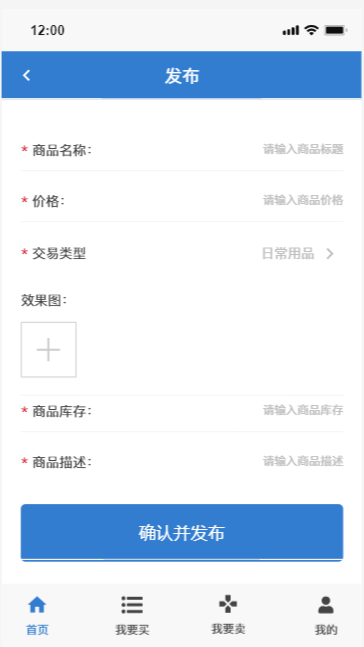 12:00
发布
* 商品名称：
请输入商品标题
* 价格：
请输入商品价格
* 交易类型
日常用品
效果图：
* 商品库存：
请输入商品库存
* 商品描述：
请输入商品描述
确认并发布
首页
我要买
我要卖
我的